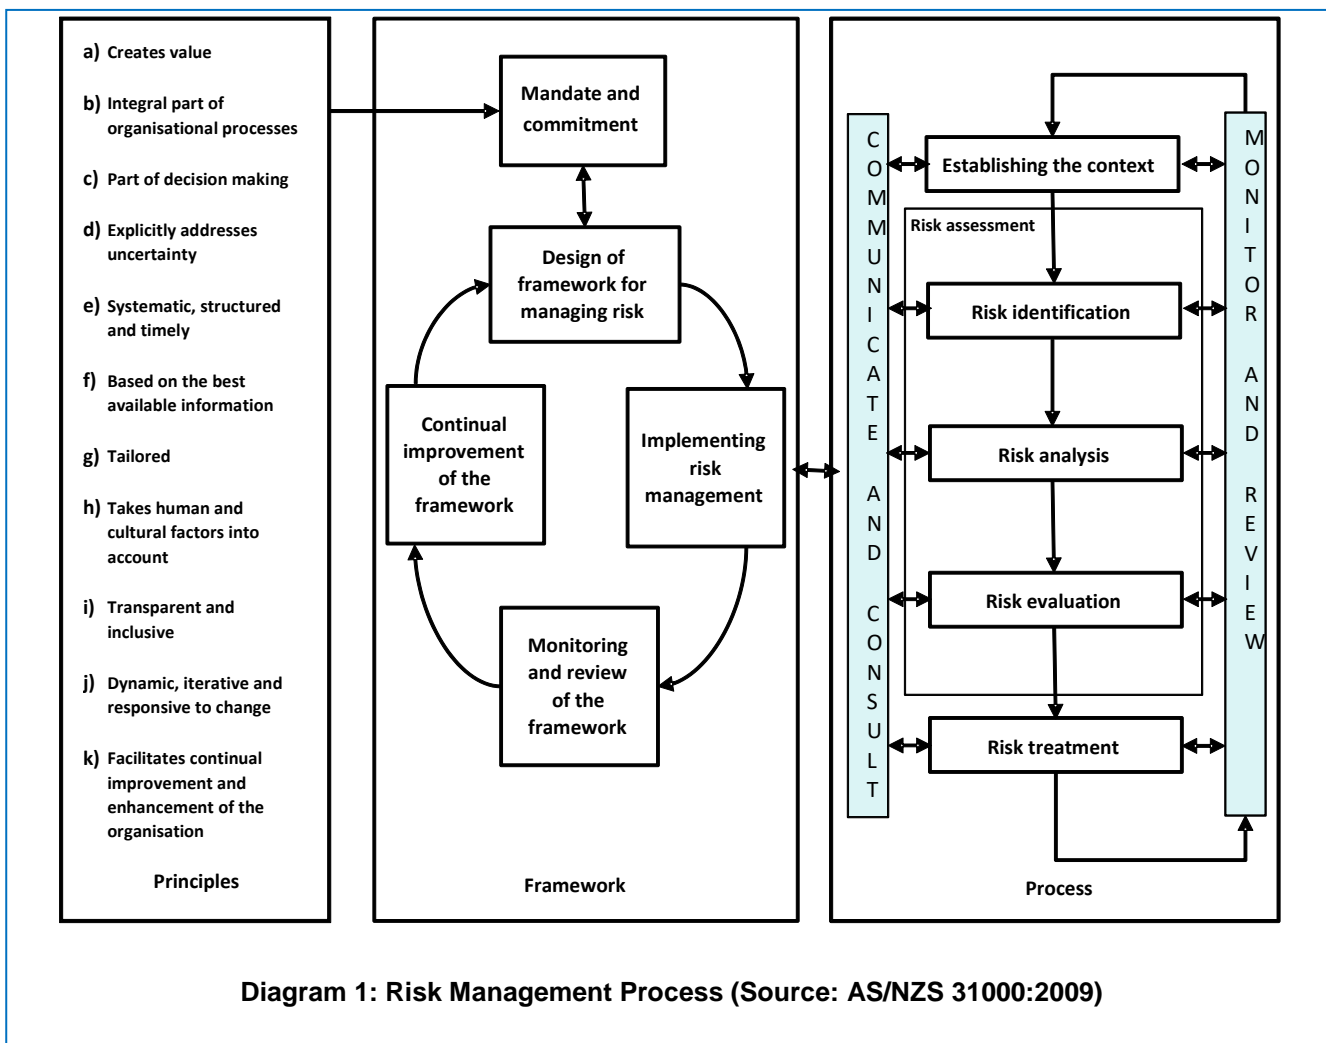 a) Creates value
b) Integral part of
organisational processes
c) Part of decision making
d) Explicitly addresses
uncertainty
e) Systematic, structured
and timely
f) Based on the best
available information
g) Tailored
h) Takes human and
cultural factors into
account
i) Transparent and
inclusive
j) Dynamic, iterative and
responsive to change
k) Facilitates continual
improvement and
enhancement of the
organisation
Principles
Mandate and
commitment
Design of
framework for
managing risk
Continual
improvement
of the
framework
Implementing
risk
management
Monitoring
and review
of the
framework
Framework
COMMUNICATE AND CONSULT
Establishing the context
Risk assessment
Risk identification
Risk analysis
Risk evaluation
Risk treatment
MONITOR AND REVIEW
Process
Diagram 1: Risk Management Process (Source: AS/NZS 31000:2009)